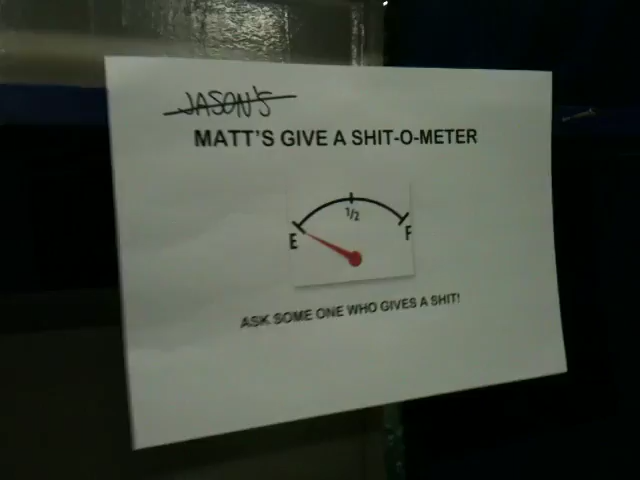 JASON'S
MATT'S GIVE A SHIT-O-METER
1/2
E F
ASK SOME ONE WHO GIVES A SHIT!